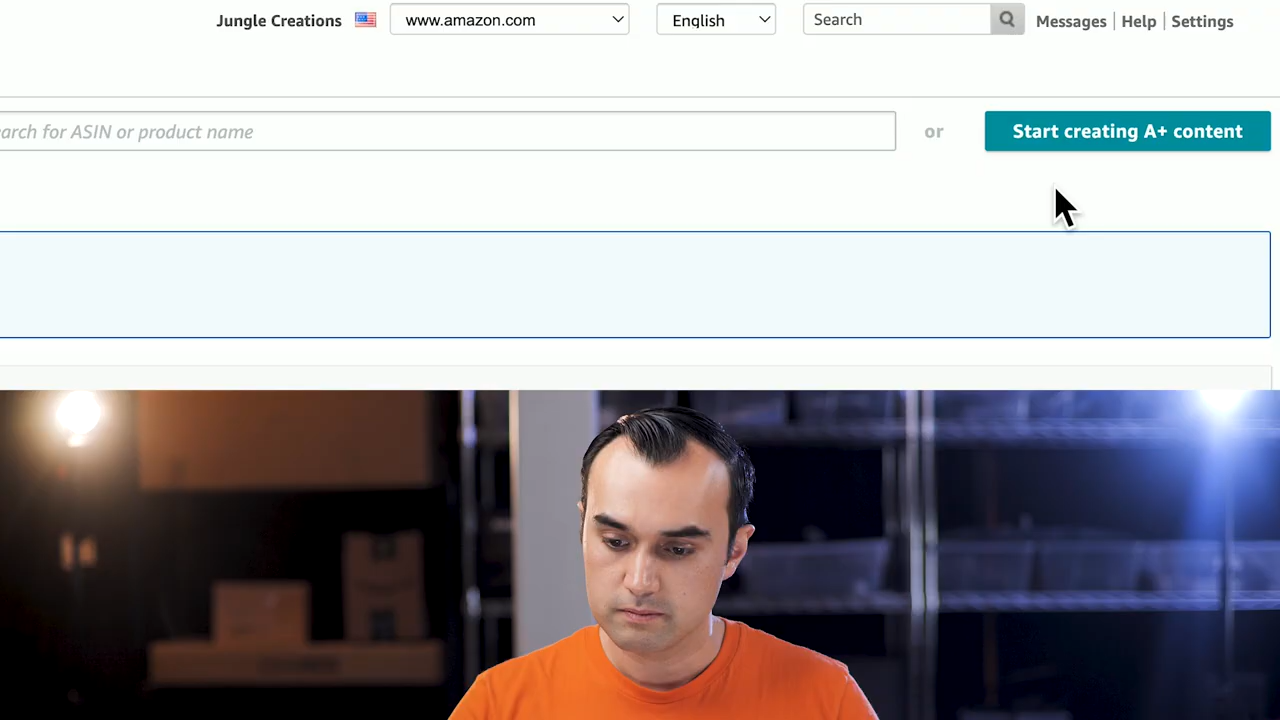 Jungle Creations www.amazon.com English Search Messages | Help | Settings
arch for ASIN or product name or Start creating A+ content